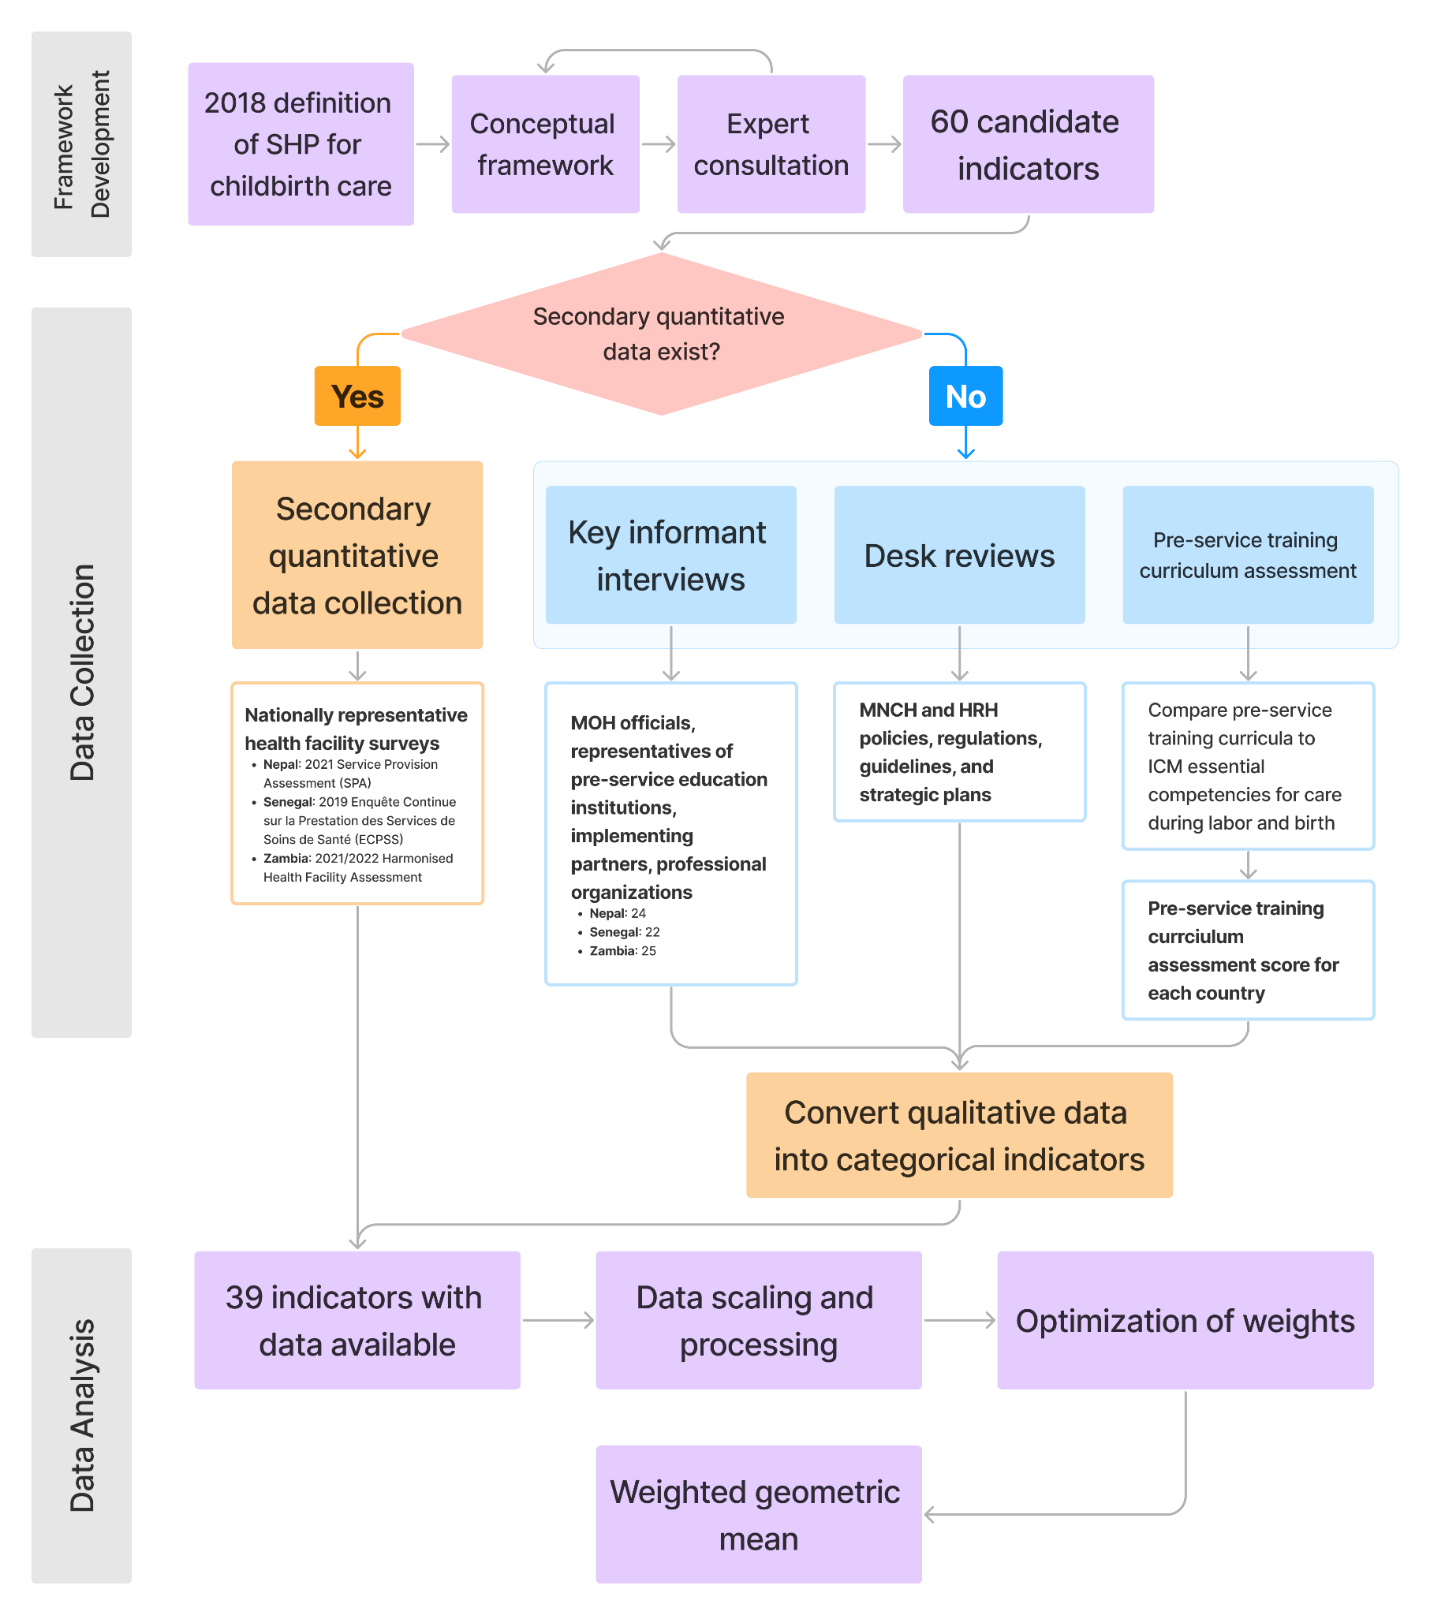 Framework
Development
2018 definition
of SHP for
childbirth care
Conceptual
framework
Expert
consultation
60 candidate
indicators
Data Collection
Secondary quantitative
data exist?
Yes
No
Secondary
quantitative
data collection
Key informant
interviews
Desk reviews
Pre-service training
curriculum assessment
Nationally representative
health facility surveys
• Nepal: 2021 Service Provision
Assessment (SPA)
• Senegal: 2019 Enquête Continue
sur la Prestation des Services de
Soins de Santé (ECPSS)
• Zambia: 2021/2022 Harmonised
Health Facility Assessment
MOH officials,
representatives of
pre-service education
institutions,
implementing
partners, professional
organizations
• Nepal: 24
• Senegal: 22
• Zambia: 25
MNCH and HRH
policies, regulations,
guidelines, and
strategic plans
Compare pre-service
training curricula to
ICM essential
competencies for care
during labor and birth
Pre-service training
currciulum
assessment score for
each country
Convert qualitative data
into categorical indicators
Data Analysis
39 indicators with
data available
Data scaling and
processing
Optimization of weights
Weighted geometric
mean